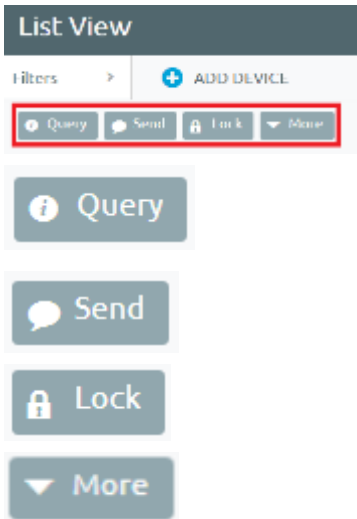 List View
Filters > ADD DEVICE
Query Send Lock More
Query
Send
Lock
More